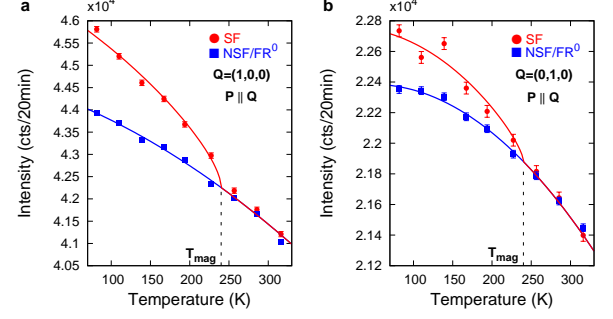 a
x10⁴
SF
NSF/FR⁰
Q=(1,0,0)
P || Q
Tmag
4.6
4.55
4.5
4.45
4.4
4.35
4.3
4.25
4.2
4.15
4.1
4.05
100
150
200
250
300
Intensity (cts/20min)
Temperature (K)
b
x10⁴
SF
NSF/FR⁰
Q=(0,1,0)
P || Q
Tmag
2.28
2.26
2.24
2.22
2.2
2.18
2.16
2.14
2.12
100
150
200
250
300
Intensity (cts/20min)
Temperature (K)